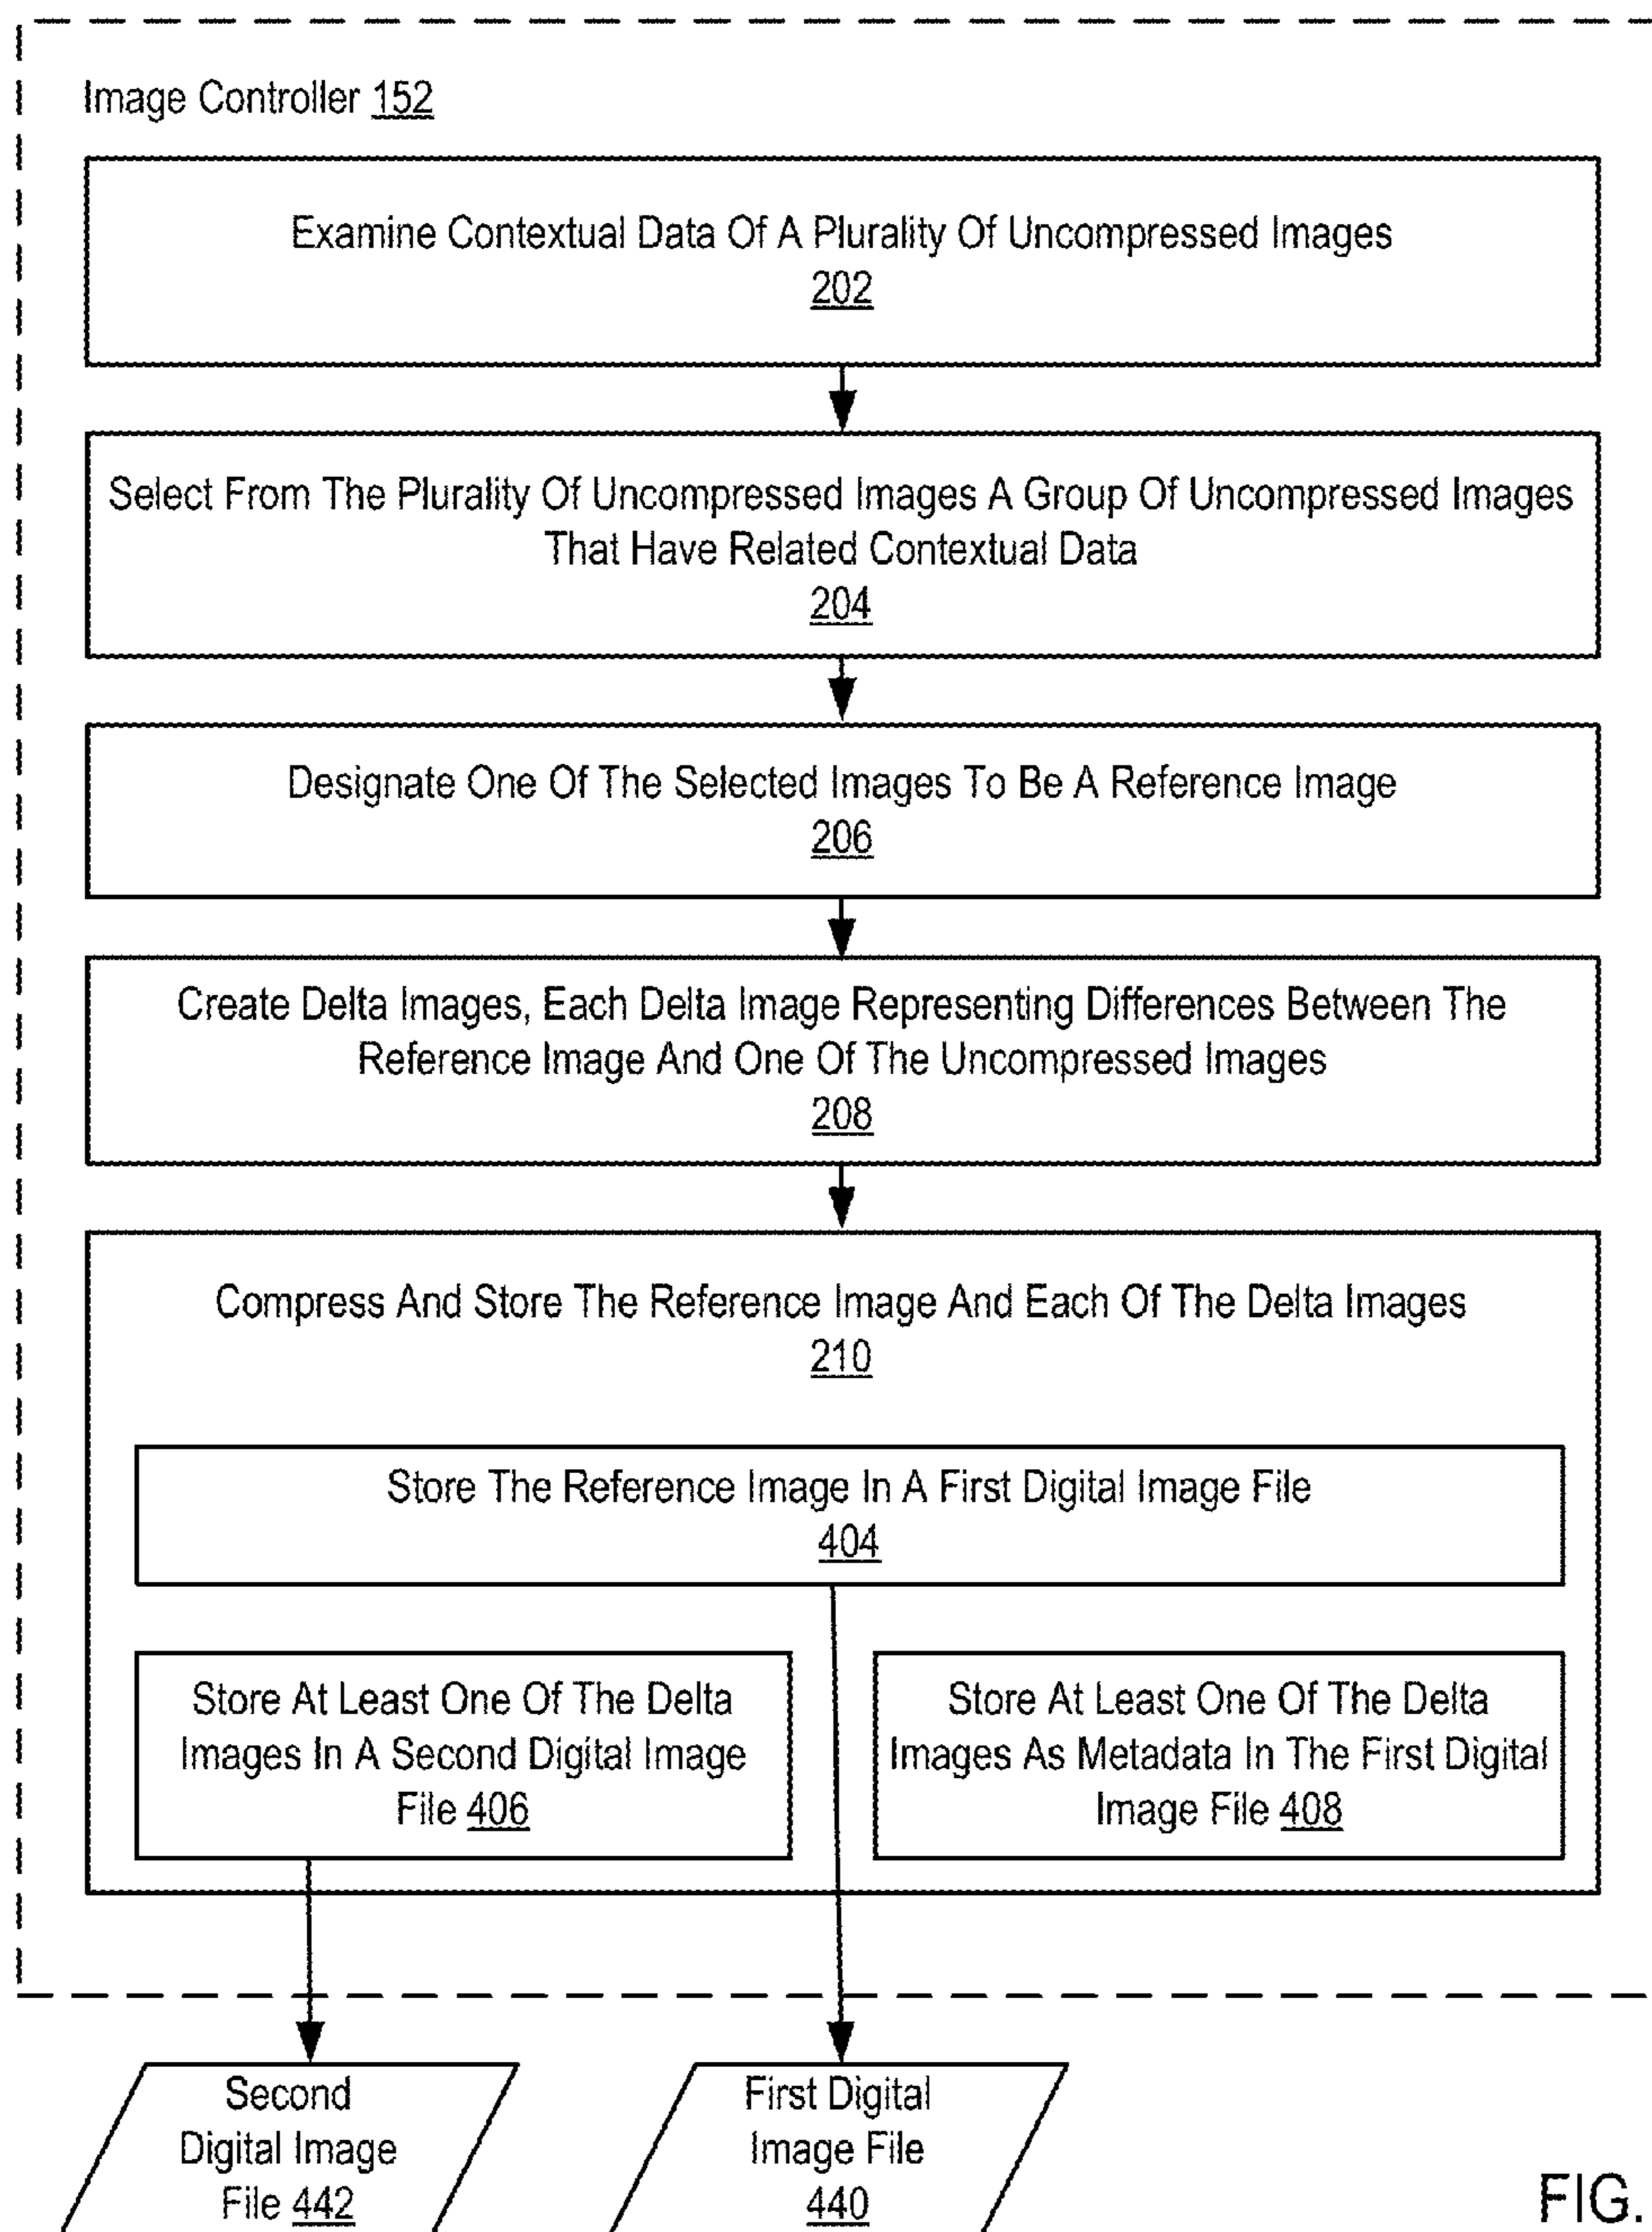 Image Controller 152
Examine Contextual Data Of A Plurality Of Uncompressed Images
202
Select From The Plurality Of Uncompressed Images A Group Of Uncompressed Images
That Have Related Contextual Data
204
Designate One Of The Selected Images To Be A Reference Image
206
Create Delta Images, Each Delta Image Representing Differences Between The
Reference Image And One Of The Uncompressed Images
208
Compress And Store The Reference Image And Each Of The Delta Images
210
Store The Reference Image In A First Digital Image File
404
Store At Least One Of The Delta
Images In A Second Digital Image
File 406
Store At Least One Of The Delta
Images As Metadata In The First Digital
Image File 408
Second
Digital Image
File 442
First Digital
Image File
440
FIG.